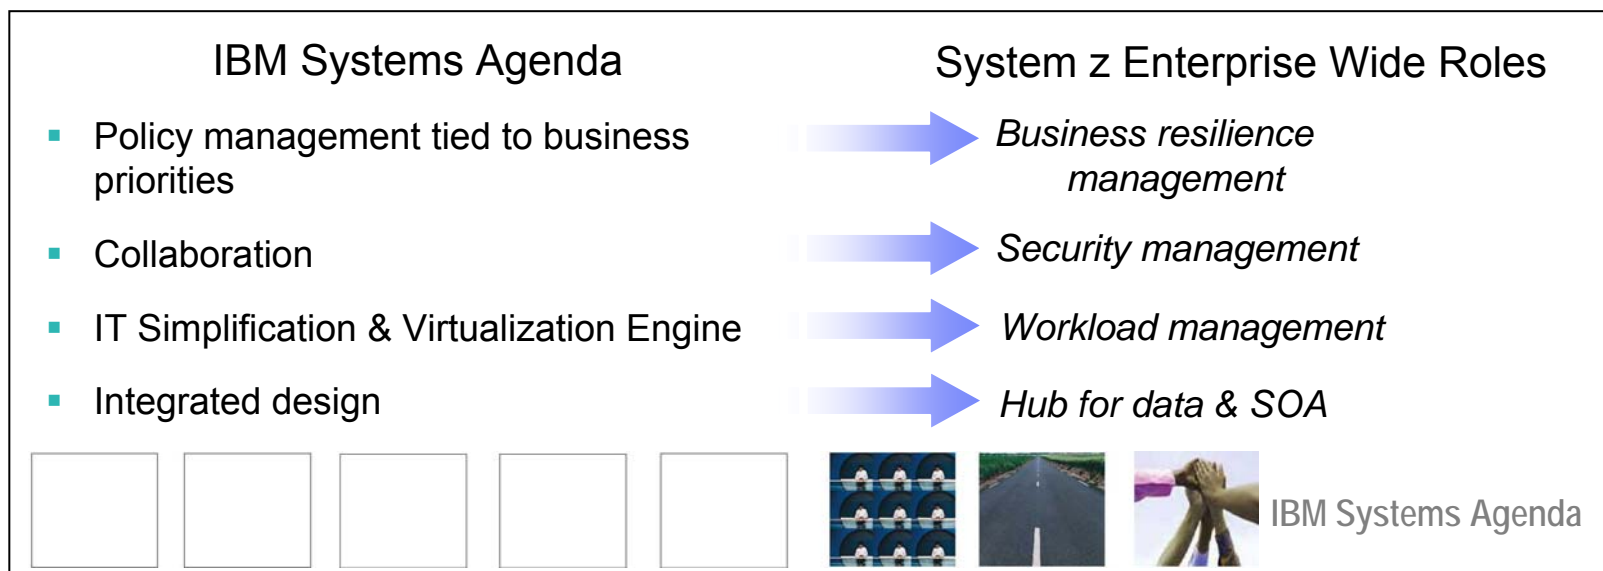 IBM Systems Agenda
System z Enterprise Wide Roles
▪ Policy management tied to business
priorities
Business resilience
management
▪ Collaboration
Security management
▪ IT Simplification & Virtualization Engine
Workload management
▪ Integrated design
Hub for data & SOA
IBM Systems Agenda